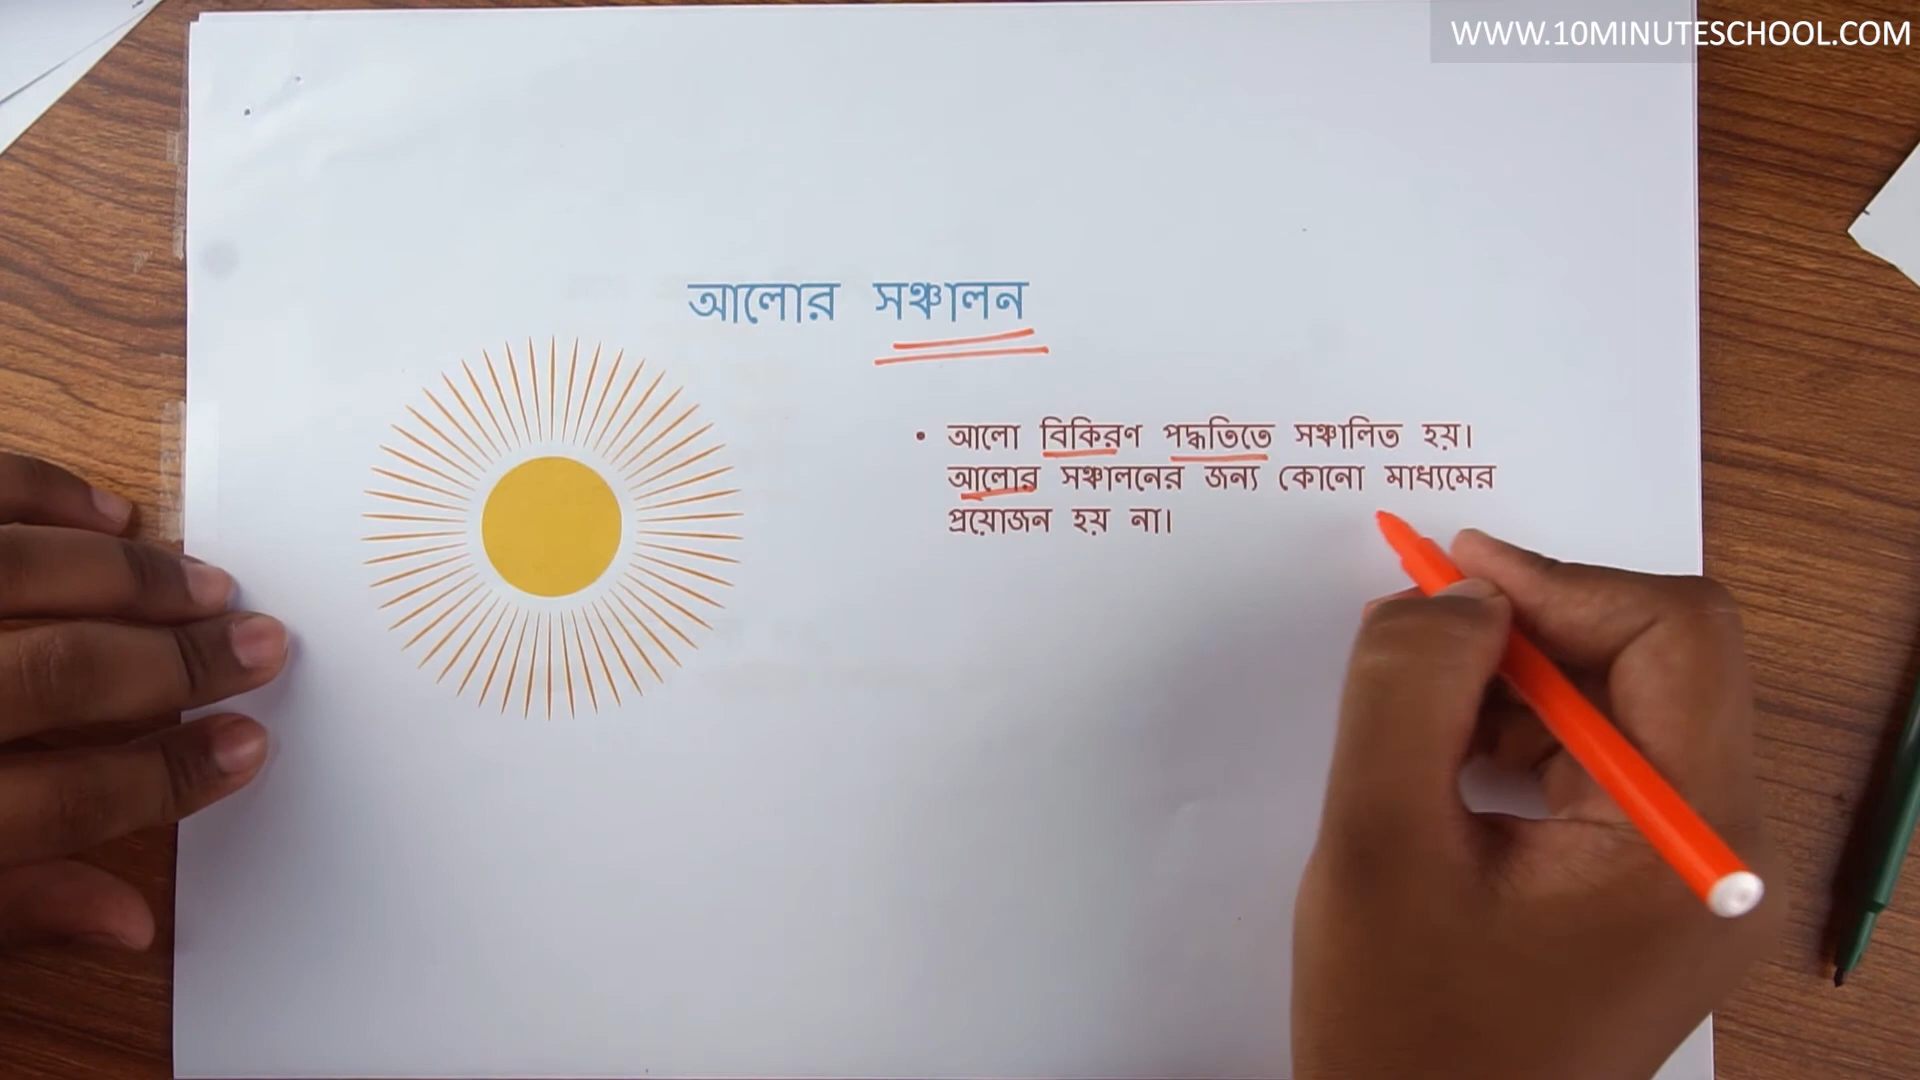 WWW.10MINUTESCHOOL.COM
আলোর সঞ্চালন
• আলো বিকিরণ পদ্ধতিতে সঞ্চালিত হয়।
আলোর সঞ্চালনের জন্য কোনো মাধ্যমের
প্রয়োজন হয় না।